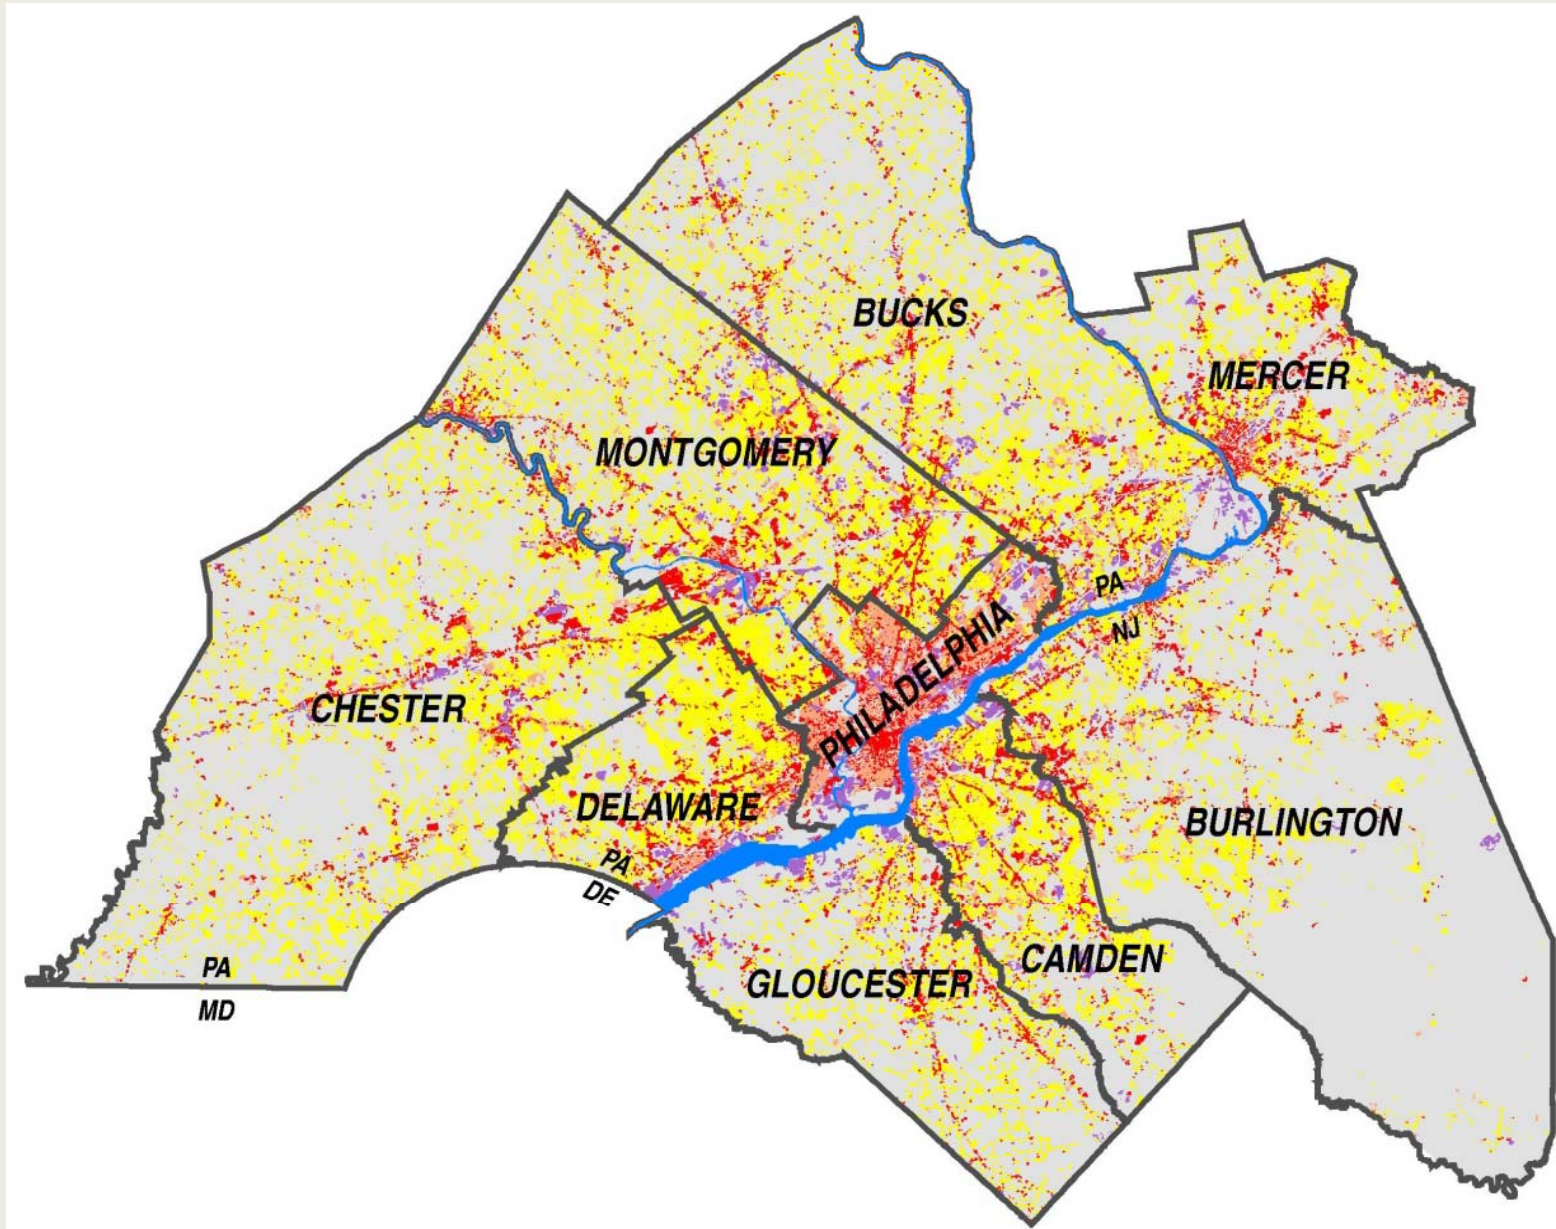 BUCKS
MERCER
MONTGOMERY
PA
NJ
PHILADELPHIA
CHESTER
DELAWARE
BURLINGTON
PA
DE
CAMDEN
GLOUCESTER
PA
MD